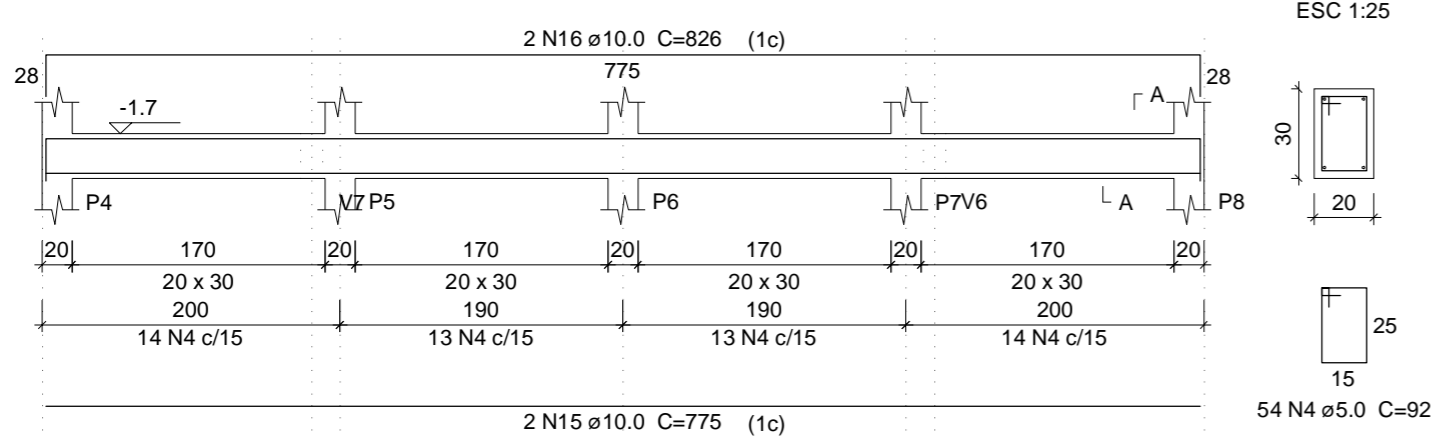 ESC 1:25
2 N16 ø10.0 C=826 (1c)
28 775 28
-1.7 A
30
P4 V7 P5 P6 P7 V6 A P8
20
20 170 20 170 20 170 20 170 20
20 x 30 20 x 30 20 x 30 20 x 30
200 190 190 200
14 N4 c/15 13 N4 c/15 13 N4 c/15 14 N4 c/15
25
15
54 N4 ø5.0 C=92
2 N15 ø10.0 C=775 (1c)